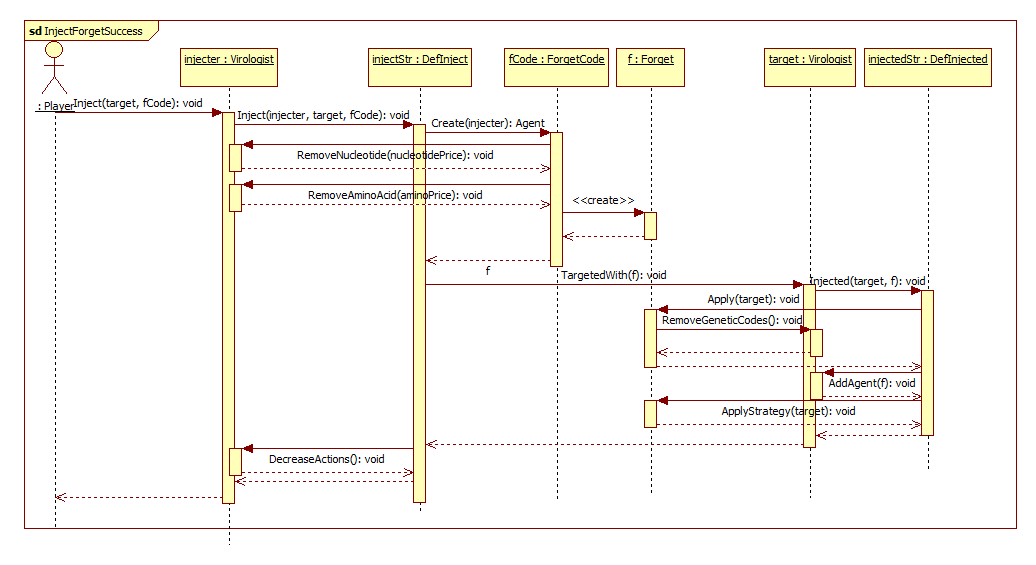 sd InjectForgetSuccess
injecter : Virologist
injectStr : DefInject
fCode : ForgetCode
f : Forget
target : Virologist
injectedStr : DefInjected
: Player
Inject(target, fCode): void
Inject(injecter, target, fCode): void
Create(injecter): Agent
RemoveNucleotide(nucleotidePrice): void
RemoveAminoAcid(aminoPrice): void
<<create>>
f
TargetedWith(f): void
Injected(target, f): void
Apply(target): void
RemoveGeneticCodes(): void
AddAgent(f): void
ApplyStrategy(target): void
DecreaseActions(): void